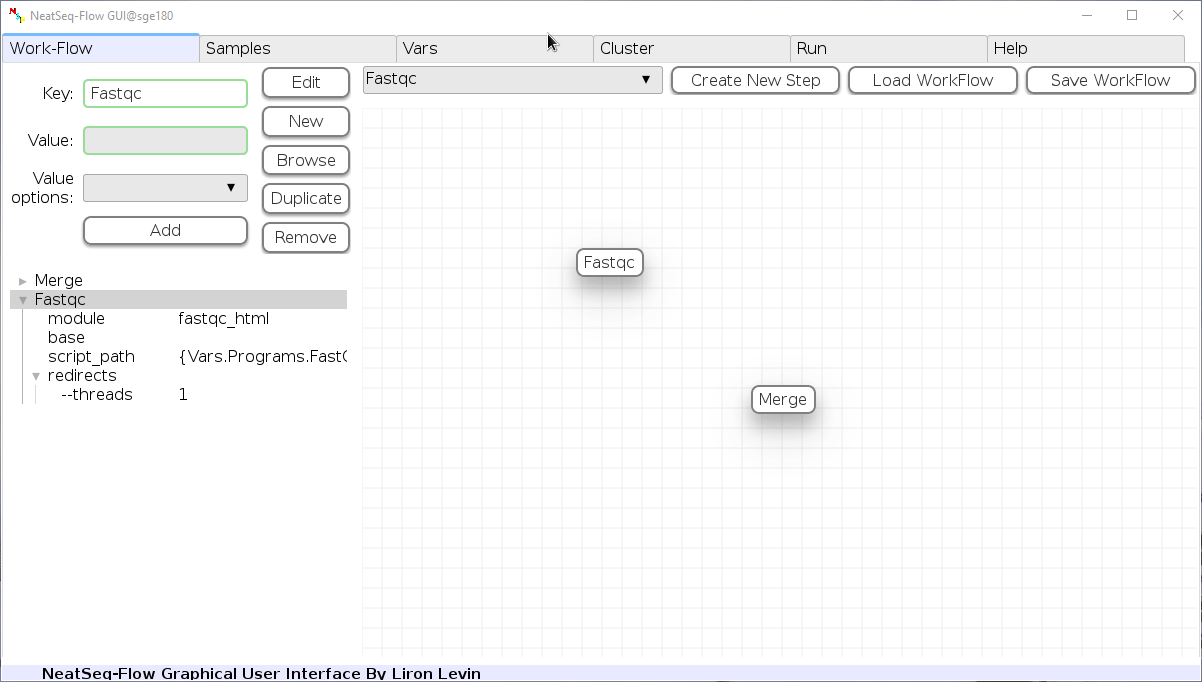 NeatSeq-Flow GUI@sge180
Work-Flow Samples Vars Cluster Run Help
Key: Fastqc
Value:
Value options:
Add
Edit
New
Browse
Duplicate
Remove
Fastqc Create New Step Load WorkFlow Save WorkFlow
Merge
Fastqc
module fastqc_html
base
script_path {Vars.Programs.Fast
redirects
--threads 1
Fastqc
Merge
NeatSeq-Flow Graphical User Interface By Liron Levin